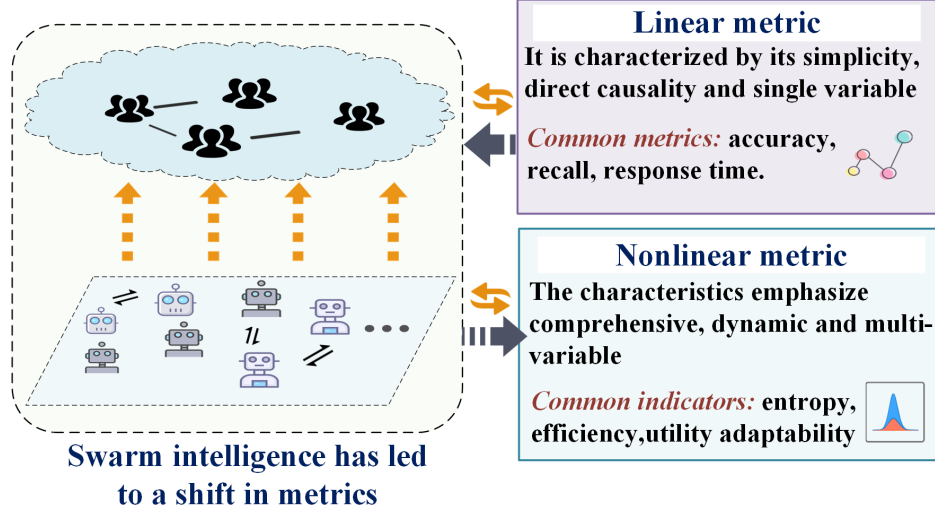 Linear metric
It is characterized by its simplicity,
direct causality and single variable
Common metrics: accuracy,
recall, response time.
Nonlinear metric
The characteristics emphasize
comprehensive, dynamic and multi-
variable
Common indicators: entropy,
efficiency,utility adaptability
Swarm intelligence has led
to a shift in metrics